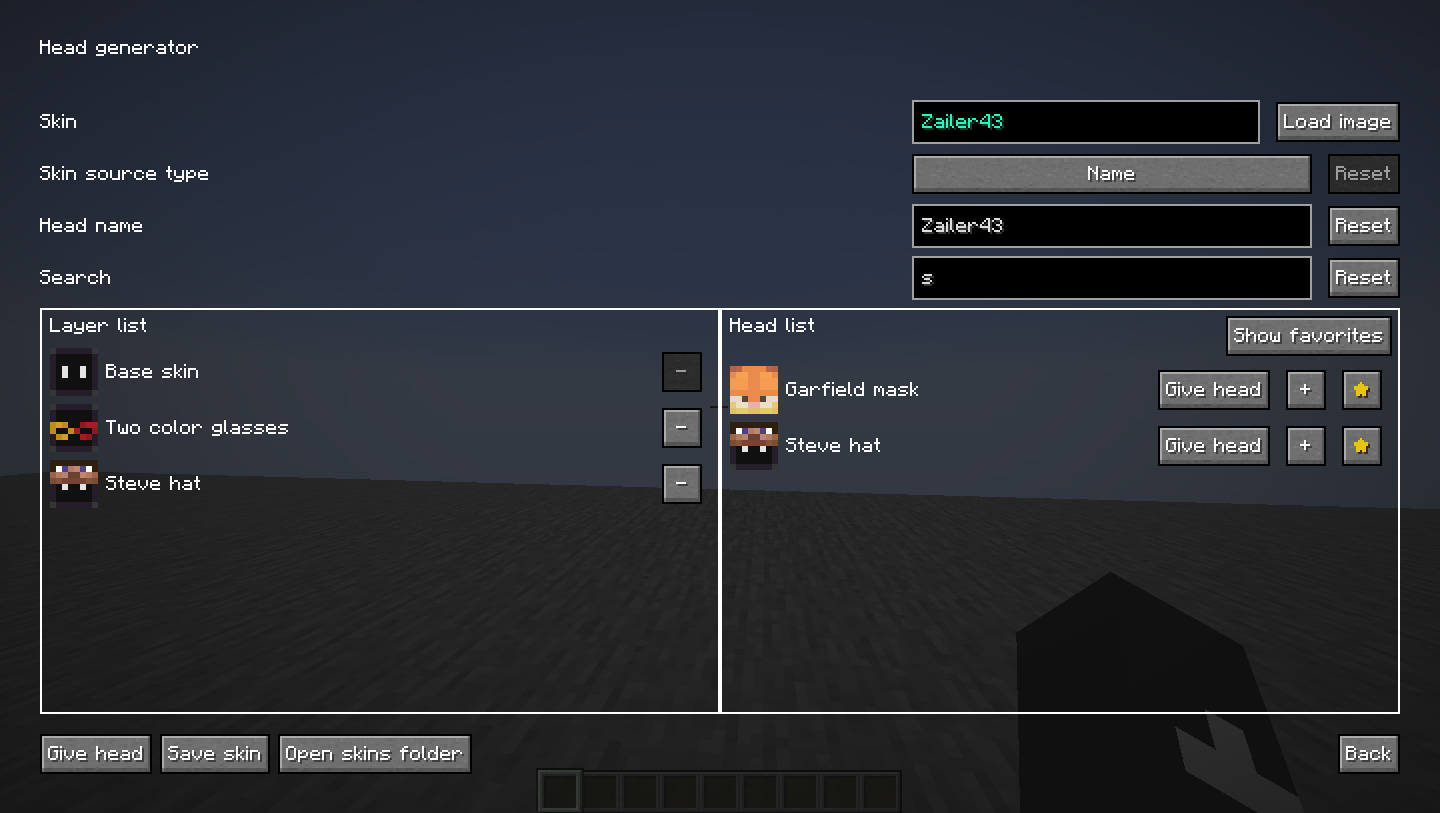 Head generator
Skin
Zailer43
Load image
Skin source type
Name
Reset
Head name
Zailer43
Reset
Search
s
Reset
Layer list
Base skin
-
Two color glasses
-
Steve hat
-
Head list
Show favorites
Garfield mask
Give head
+
Steve hat
Give head
+
Give head
Save skin
Open skins folder
Back